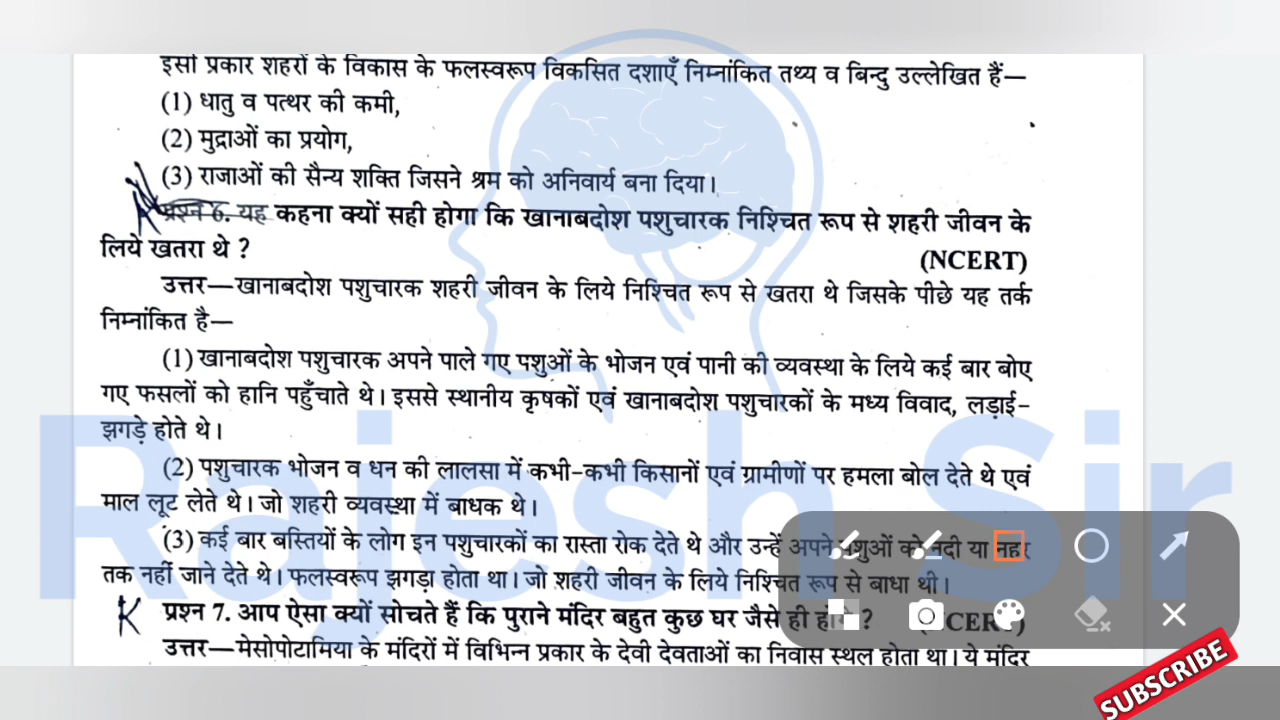 इसी प्रकार शहरों के विकास के फलस्वरूप विकसित दशाएँ निम्नांकित तथ्य व बिन्दु उल्लेखित हैं—
(1) धातु व पत्थर की कमी,
(2) मुद्राओं का प्रयोग,
(3) राजाओं की सैन्य शक्ति जिसने श्रम को अनिवार्य बना दिया।
प्रश्न 6. यह कहना क्यों सही होगा कि खानाबदोश पशुचारक निश्चित रूप से शहरी जीवन के
लिये खतरा थे ?
(NCERT)
उत्तर—खानाबदोश पशुचारक शहरी जीवन के लिये निश्चित रूप से खतरा थे जिसके पीछे यह तर्क
निम्नांकित है—
(1) खानाबदोश पशुचारक अपने पाले गए पशुओं के भोजन एवं पानी की व्यवस्था के लिये कई बार बोए
गए फसलों को हानि पहुँचाते थे। इससे स्थानीय कृषकों एवं खानाबदोश पशुचारकों के मध्य विवाद, लड़ाई-
झगड़े होते थे।
(2) पशुचारक भोजन व धन की लालसा में कभी-कभी किसानों एवं ग्रामीणों पर हमला बोल देते थे एवं
माल लूट लेते थे। जो शहरी व्यवस्था में बाधक थे।
(3) कई बार बस्तियों के लोग इन पशुचारकों का रास्ता रोक देते थे और उन्हें अपने पशुओं को नदी या नहर
तक नहीं जाने देते थे। फलस्वरूप झगड़ा होता था। जो शहरी जीवन के लिये निश्चित रूप से बाधा थी।
K प्रश्न 7. आप ऐसा क्यों सोचते हैं कि पुराने मंदिर बहुत कुछ घर जैसे ही होंगे ? (NCERT)
उत्तर—मेसोपोटामिया के मंदिरों में विभिन्न प्रकार के देवी देवताओं का निवास स्थल होता था। ये मंदिर
Rajesh Sir
SUBSCRIBE